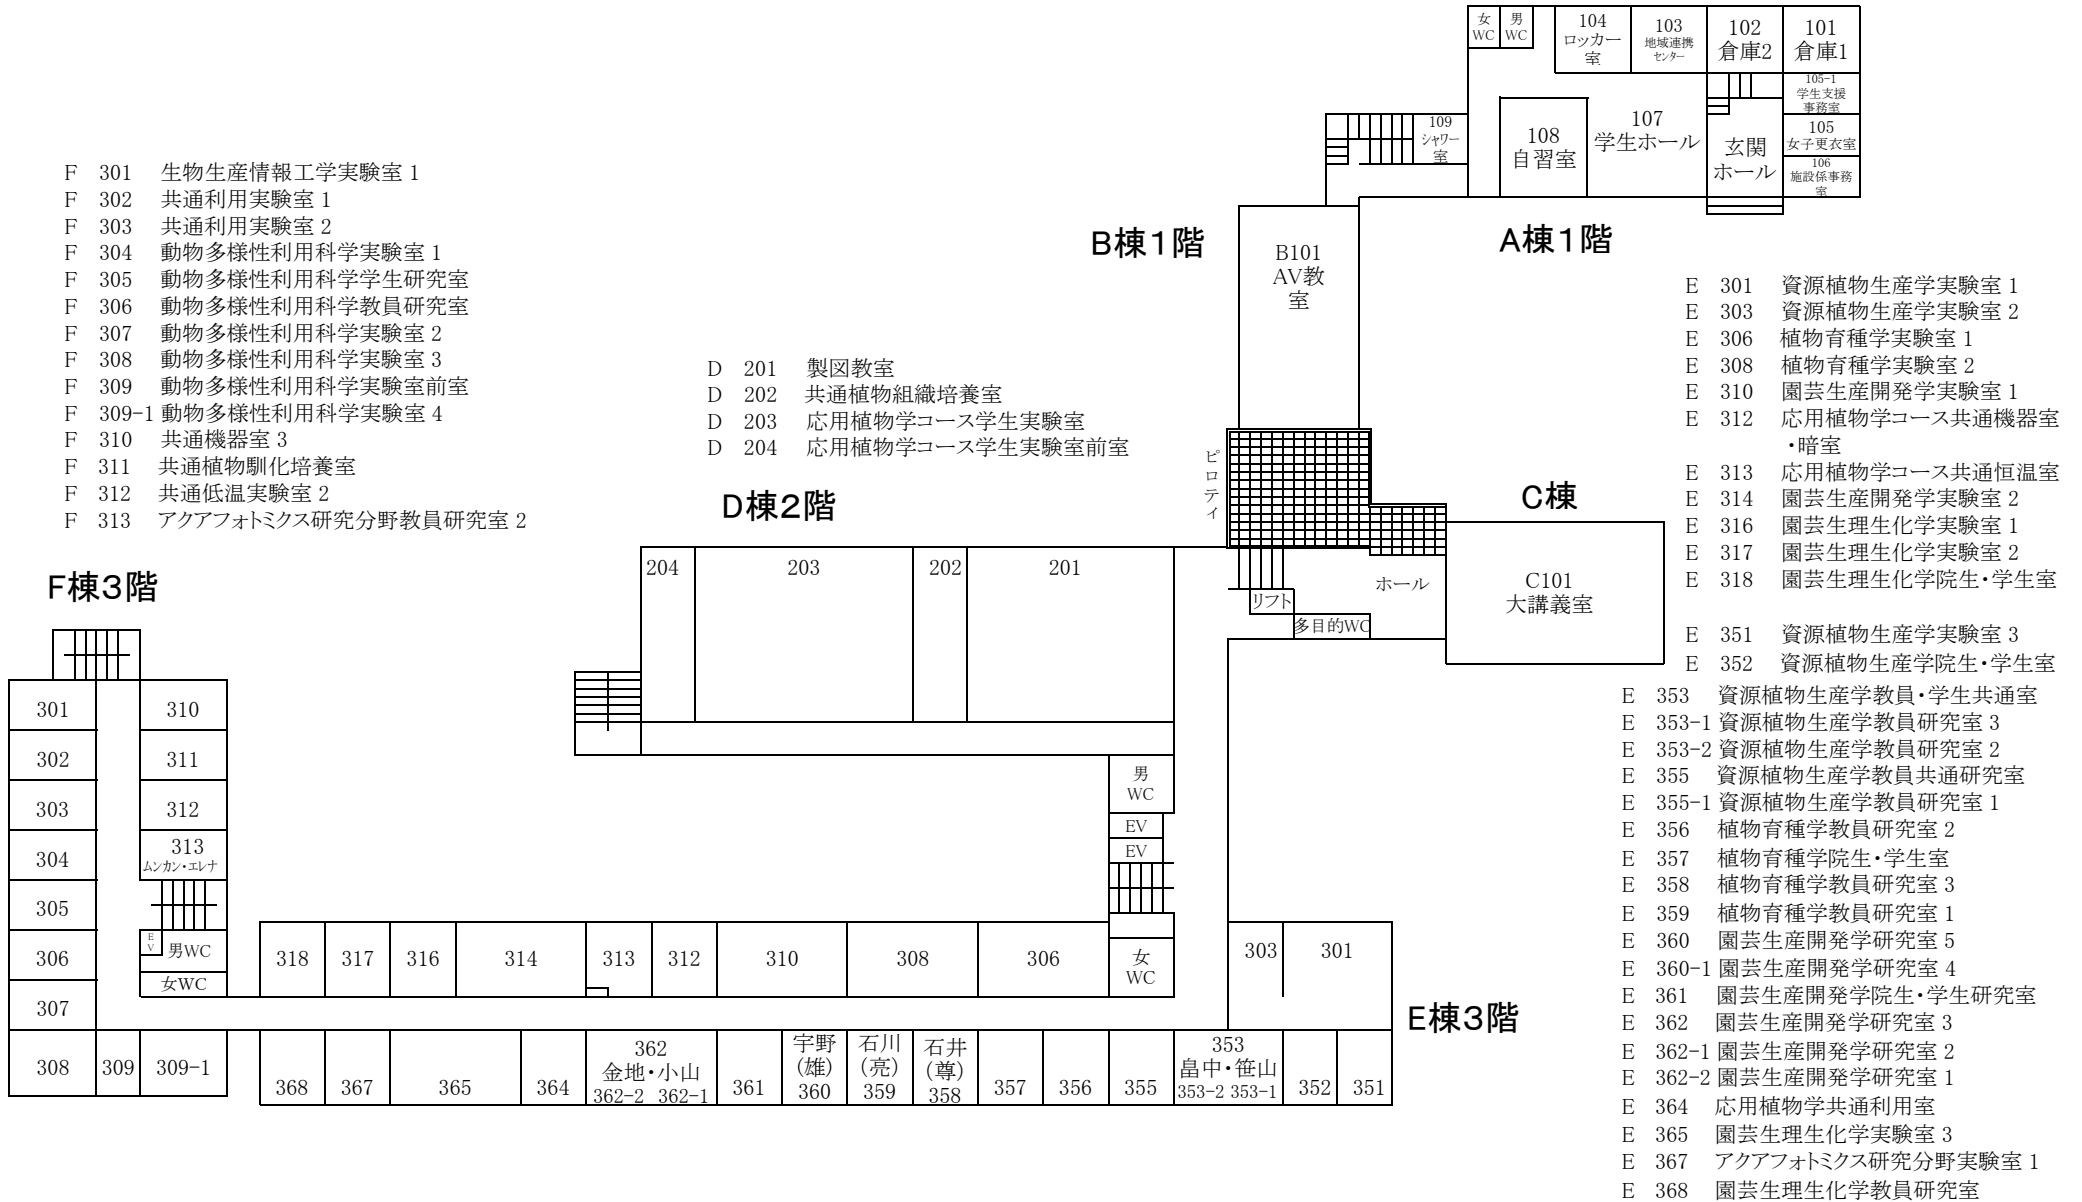 女
WC
男
WC
104
ロッカー
室
103
地域連携
センター
102
倉庫2
101
倉庫1
105-1
学生支援
事務室
105
女子更衣室
106
施設係事務
室
109
シャワー
室
108
自習室
107
学生ホール
玄関
ホール
B棟1階
A棟1階
B101
AV教
室
F 301 生物生産情報工学実験室 1
F 302 共通利用実験室 1
F 303 共通利用実験室 2
F 304 動物多様性利用科学実験室 1
F 305 動物多様性利用科学学生研究室
F 306 動物多様性利用科学教員研究室
F 307 動物多様性利用科学実験室 2
F 308 動物多様性利用科学実験室 3
F 309 動物多様性利用科学実験室前室
F 309-1 動物多様性利用科学実験室 4
F 310 共通機器室 3
F 311 共通植物馴化培養室
F 312 共通低温実験室 2
F 313 アクアフォトミクス研究分野教員研究室 2
D 201 製図教室
D 202 共通植物組織培養室
D 203 応用植物学コース学生実験室
D 204 応用植物学コース学生実験室前室
ピロティ
C棟
D棟2階
F棟3階
204
203
202
201
リフト
多目的WC
ホール
C101
大講義室
E 301 資源植物生産学実験室 1
E 303 資源植物生産学実験室 2
E 306 植物育種学実験室 1
E 308 植物育種学実験室 2
E 310 園芸生産開発学実験室 1
E 312 応用植物学コース共通機器室
・暗室
E 313 応用植物学コース共通恒温室
E 314 園芸生産開発学実験室 2
E 316 園芸生理生化学実験室 1
E 317 園芸生理生化学実験室 2
E 318 園芸生理生化学院生・学生室
E 351 資源植物生産学実験室 3
E 352 資源植物生産学院生・学生室
E 353 資源植物生産学教員・学生共通室
E 353-1 資源植物生産学教員研究室 3
E 353-2 資源植物生産学教員研究室 2
E 355 資源植物生産学教員共通研究室
E 355-1 資源植物生産学教員研究室 1
E 356 植物育種学教員研究室 2
E 357 植物育種学院生・学生室
E 358 植物育種学教員研究室 3
E 359 植物育種学教員研究室 1
E 360 園芸生産開発学研究室 5
E 360-1 園芸生産開発学研究室 4
E 361 園芸生産開発学院生・学生研究室
E 362 園芸生産開発学研究室 3
E 362-1 園芸生産開発学研究室 2
E 362-2 園芸生産開発学研究室 1
E 364 応用植物学共通利用室
E 365 園芸生理生化学実験室 3
E 367 アクアフォトミクス研究分野実験室 1
E 368 園芸生理生化学教員研究室
301
310
302
311
303
312
304
313
ムンカン・エレナ
305
306
EV
男WC
女WC
307
308
309
309-1
男
WC
EV
EV
女
WC
318
317
316
314
313
312
310
308
306
303
301
E棟3階
368
367
365
364
362
金地・小山
362-2 362-1
361
宇野
(雄)
360
石川
(亮)
359
石井
(尊)
358
357
356
355
353
畠中・笹山
353-2 353-1
352
351